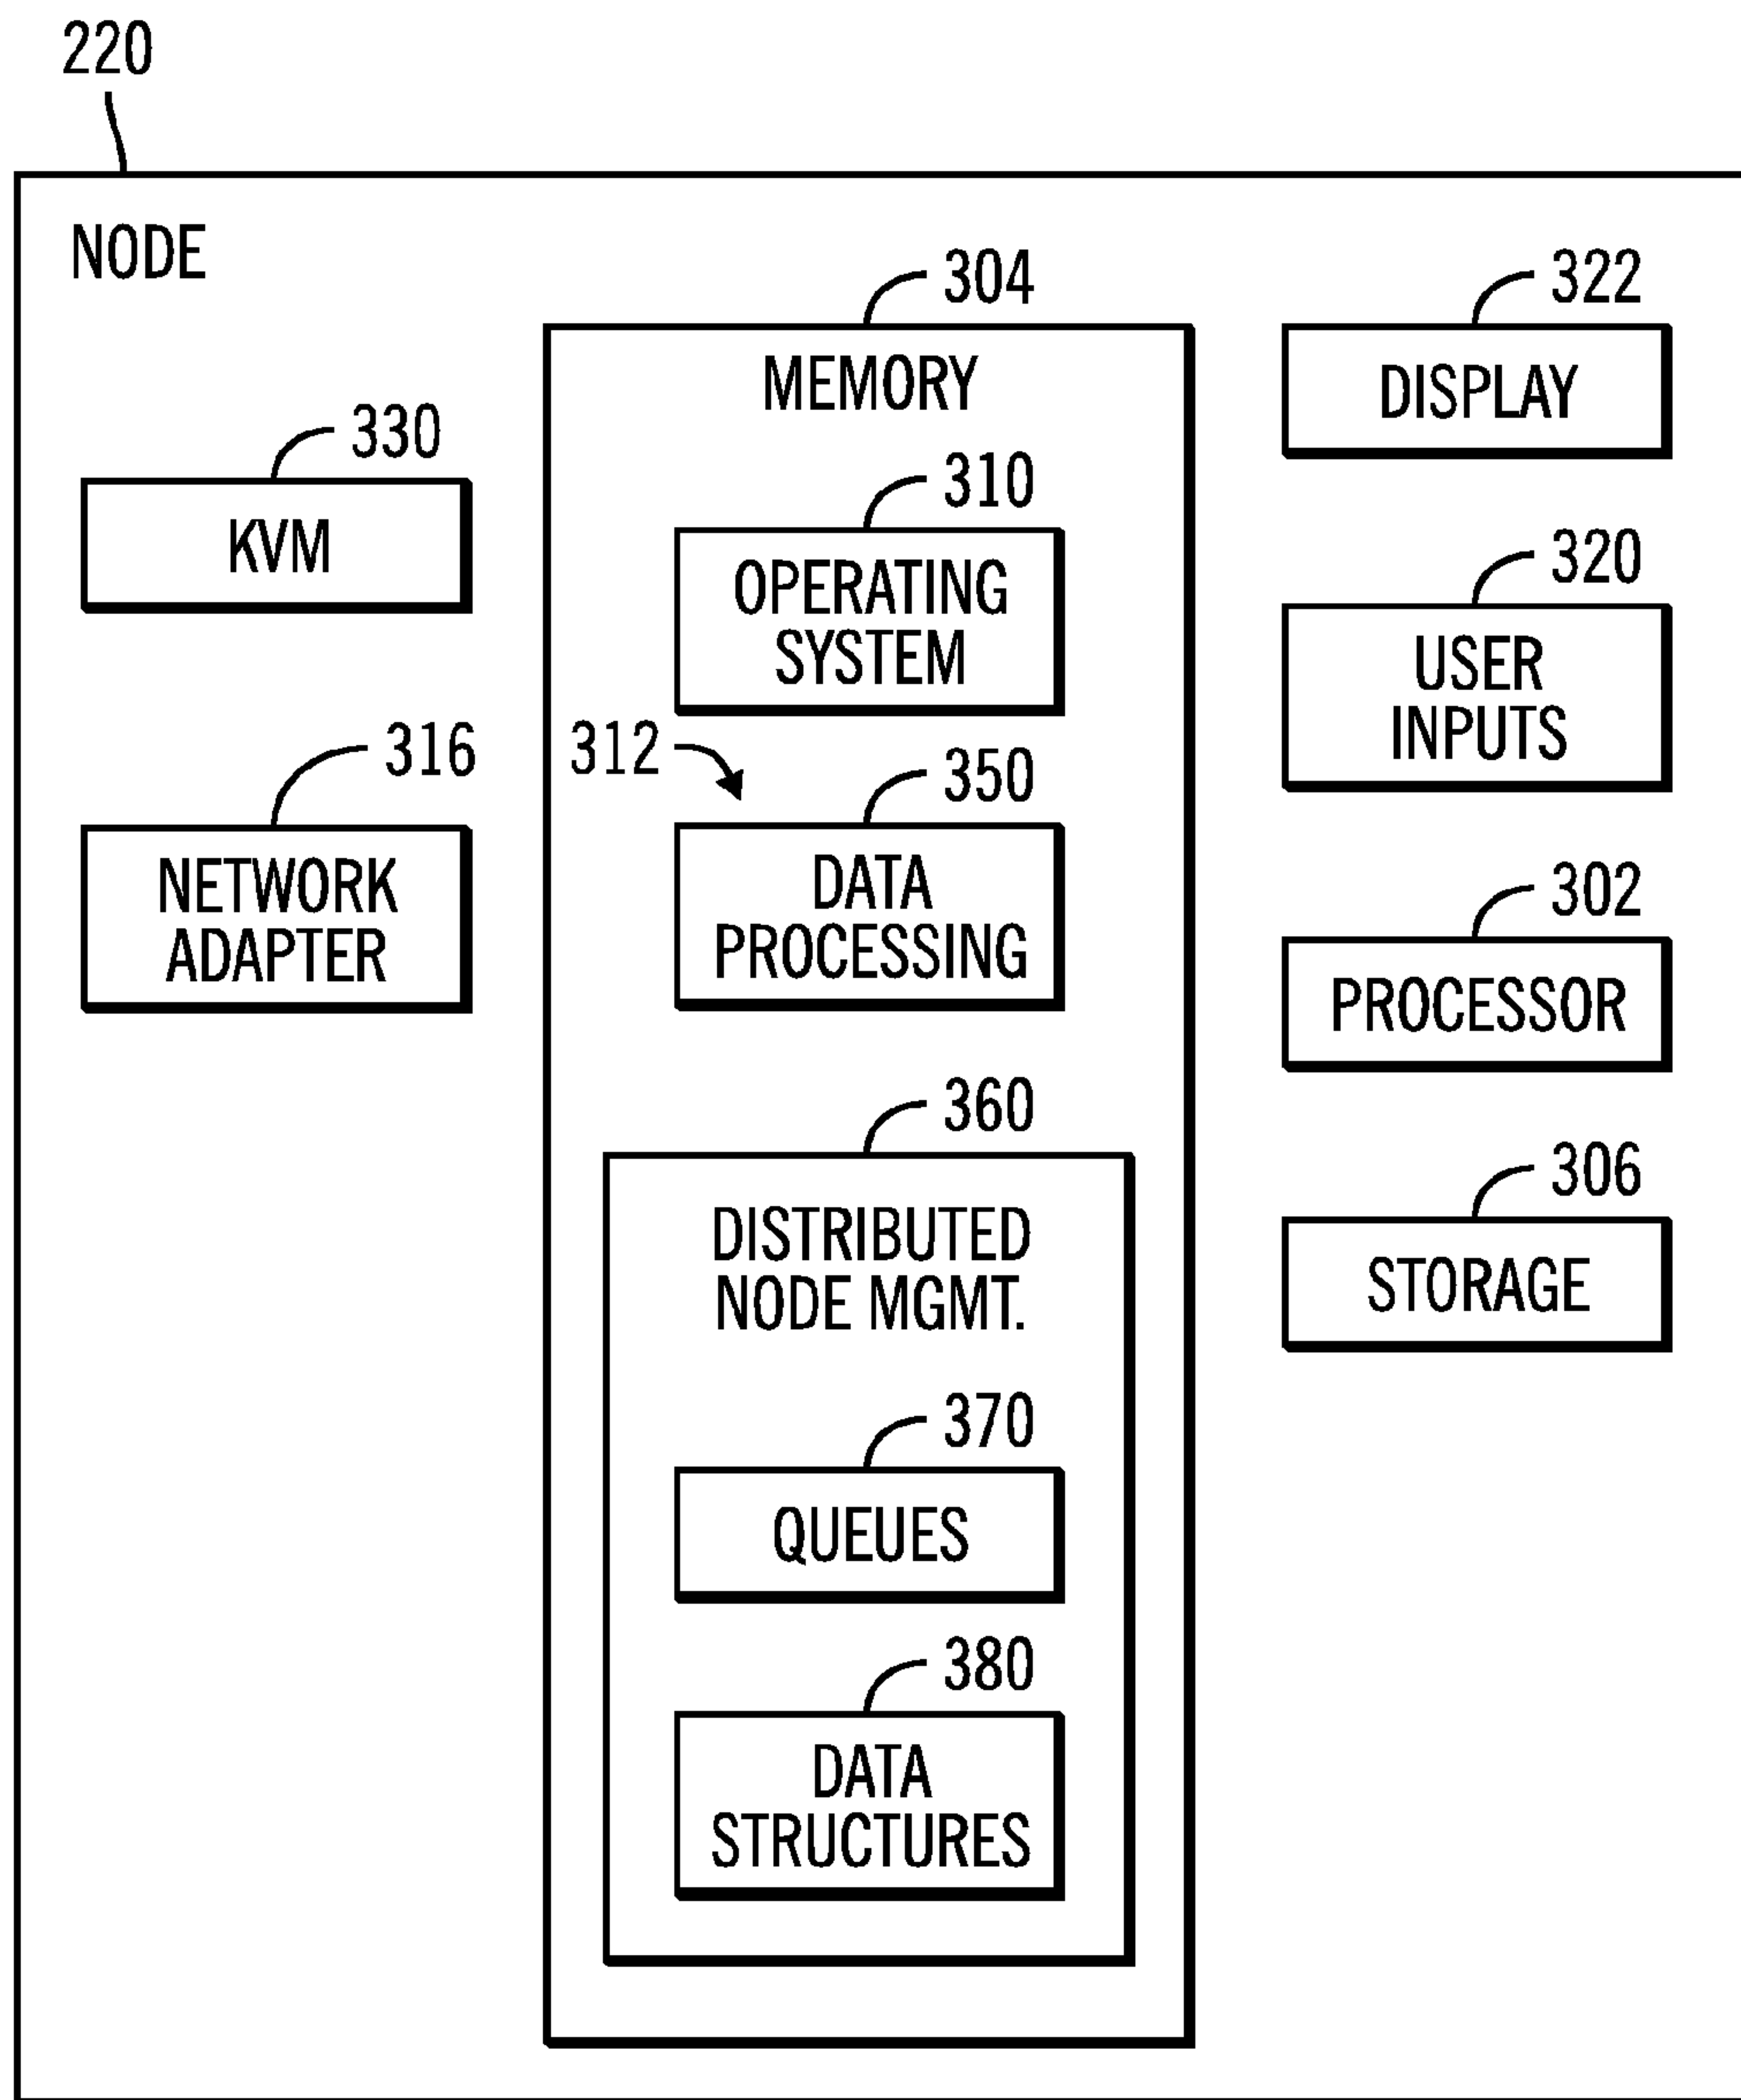 220
NODE
304
MEMORY
322
DISPLAY
330
KVM
310
OPERATING
SYSTEM
320
USER
INPUTS
316
NETWORK
ADAPTER
312
350
DATA
PROCESSING
302
PROCESSOR
360
DISTRIBUTED
NODE MGMT.
306
STORAGE
370
QUEUES
380
DATA
STRUCTURES